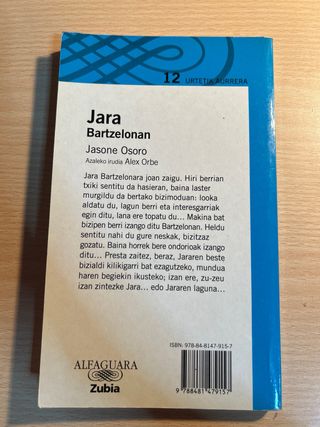 12 URTETIK AURRERA
Jara
Bartzelonan
Jasone Osoro
Azaleko irudia Alex Orbe
Jara Bartzelonara joan zaigu. Hiri berrian
txiki sentitu da hasieran, baina laster
murgildu da bertako bizimoduan: looka
aldatu du, lagun berri eta interesgarriak
egin ditu, lana ere topatu du... Makina bat
bizipen berri izango ditu Bartzelonan. Heldu
sentitu nahi du gure neskak, bizitzaz
gozatu. Baina horrek bere ondorioak izango
ditu... Presta zaitez, beraz, Jararen beste
bizialdi kilikigarri bat ezagutzeko, mundua
haren begiekin ikusteko; izan ere, zu-zeu
izan zintezke Jara... edo Jararen laguna...
ISBN: 978-84-8147-915-7
9 788481 479157
ALFAGUARA
Zubia